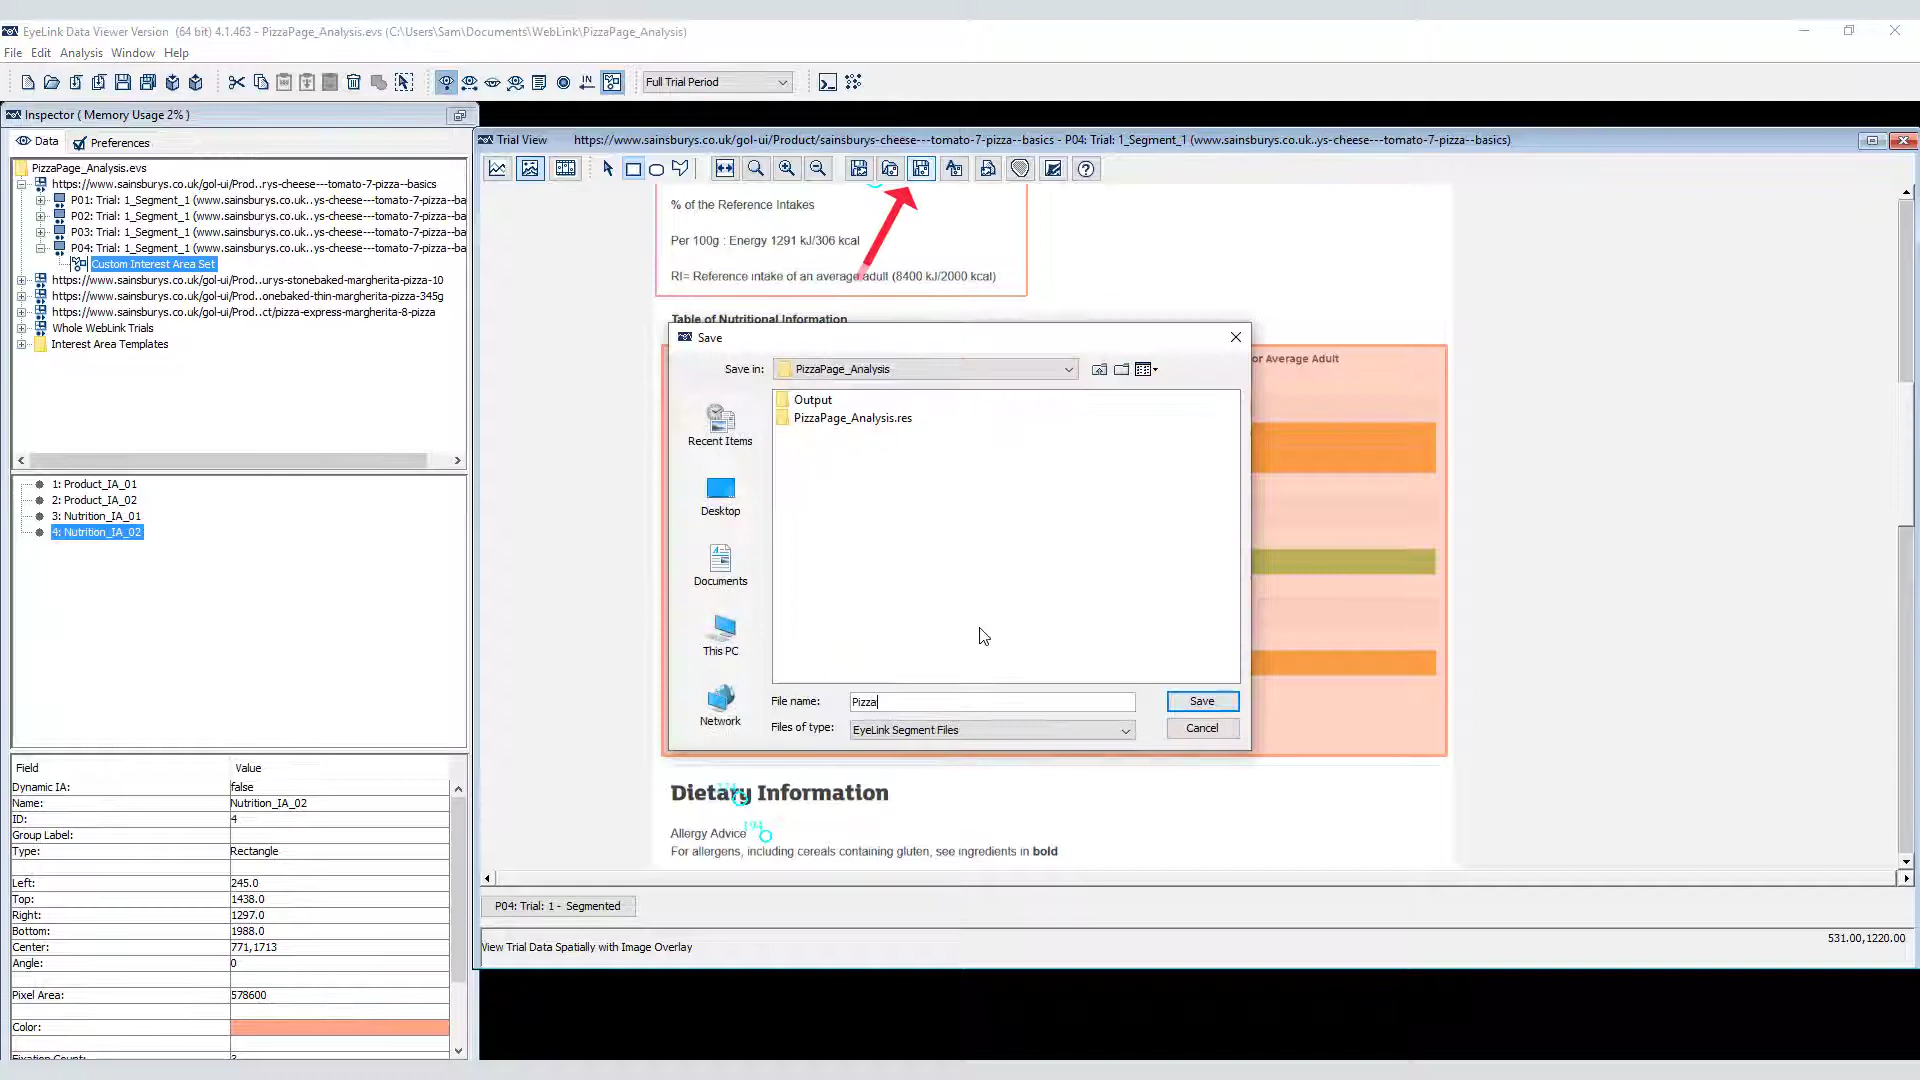 EyeLink Data Viewer Version (64 bit) 4.1.463 - PizzaPage_Analysis.evs (C:\Users\Sam\Documents\WebLink\PizzaPage_Analysis)
File Edit Analysis Window Help
IN
Full Trial Period
Inspector ( Memory Usage 2% )
Data Preferences
PizzaPage_Analysis.evs
https://www.sainsburys.co.uk/gol-ui/Prod...rys-cheese---tomato-7-pizza--basics
P01: Trial: 1_Segment_1 (www.sainsburys.co.uk..ys-cheese---tomato-7-pizza--ba
P02: Trial: 1_Segment_1 (www.sainsburys.co.uk..ys-cheese---tomato-7-pizza--ba
P03: Trial: 1_Segment_1 (www.sainsburys.co.uk..ys-cheese---tomato-7-pizza--ba
P04: Trial: 1_Segment_1 (www.sainsburys.co.uk..ys-cheese---tomato-7-pizza--ba
Custom Interest Area Set
https://www.sainsburys.co.uk/gol-ui/Prod..urys-stonebaked-margherita-pizza-10
https://www.sainsburys.co.uk/gol-ui/Prod..onebaked-thin-margherita-pizza-345g
https://www.sainsburys.co.uk/gol-ui/Prod..ct/pizza-express-margherita-8-pizza
Whole WebLink Trials
Interest Area Templates
1: Product_IA_01
2: Product_IA_02
3: Nutrition_IA_01
4: Nutrition_IA_02
Field Value
Dynamic IA: false
Name: Nutrition_IA_02
ID: 4
Group Label:
Type: Rectangle
Left: 245.0
Top: 1438.0
Right: 1297.0
Bottom: 1988.0
Center: 771,1713
Angle: 0
Pixel Area: 578600
Color:
Fixation Count: 3
Trial View https://www.sainsburys.co.uk/gol-ui/Product/sainsburys-cheese---tomato-7-pizza--basics - P04: Trial: 1_Segment_1 (www.sainsburys.co.uk..ys-cheese---tomato-7-pizza--basics)
% of the Reference Intakes
Per 100g : Energy 1291 kJ/306 kcal
RI= Reference intake of an average adult (8400 kJ/2000 kcal)
Table of Nutritional Information
or Average Adult
Save
Save in: PizzaPage_Analysis
Output
PizzaPage_Analysis.res
Recent Items
Desktop
Documents
This PC
Network
File name: Pizza
Save
Files of type: EyeLink Segment Files
Cancel
Dietary Information
Allergy Advice
For allergens, including cereals containing gluten, see ingredients in bold
P04: Trial: 1 - Segmented
View Trial Data Spatially with Image Overlay
531.00,1220.00